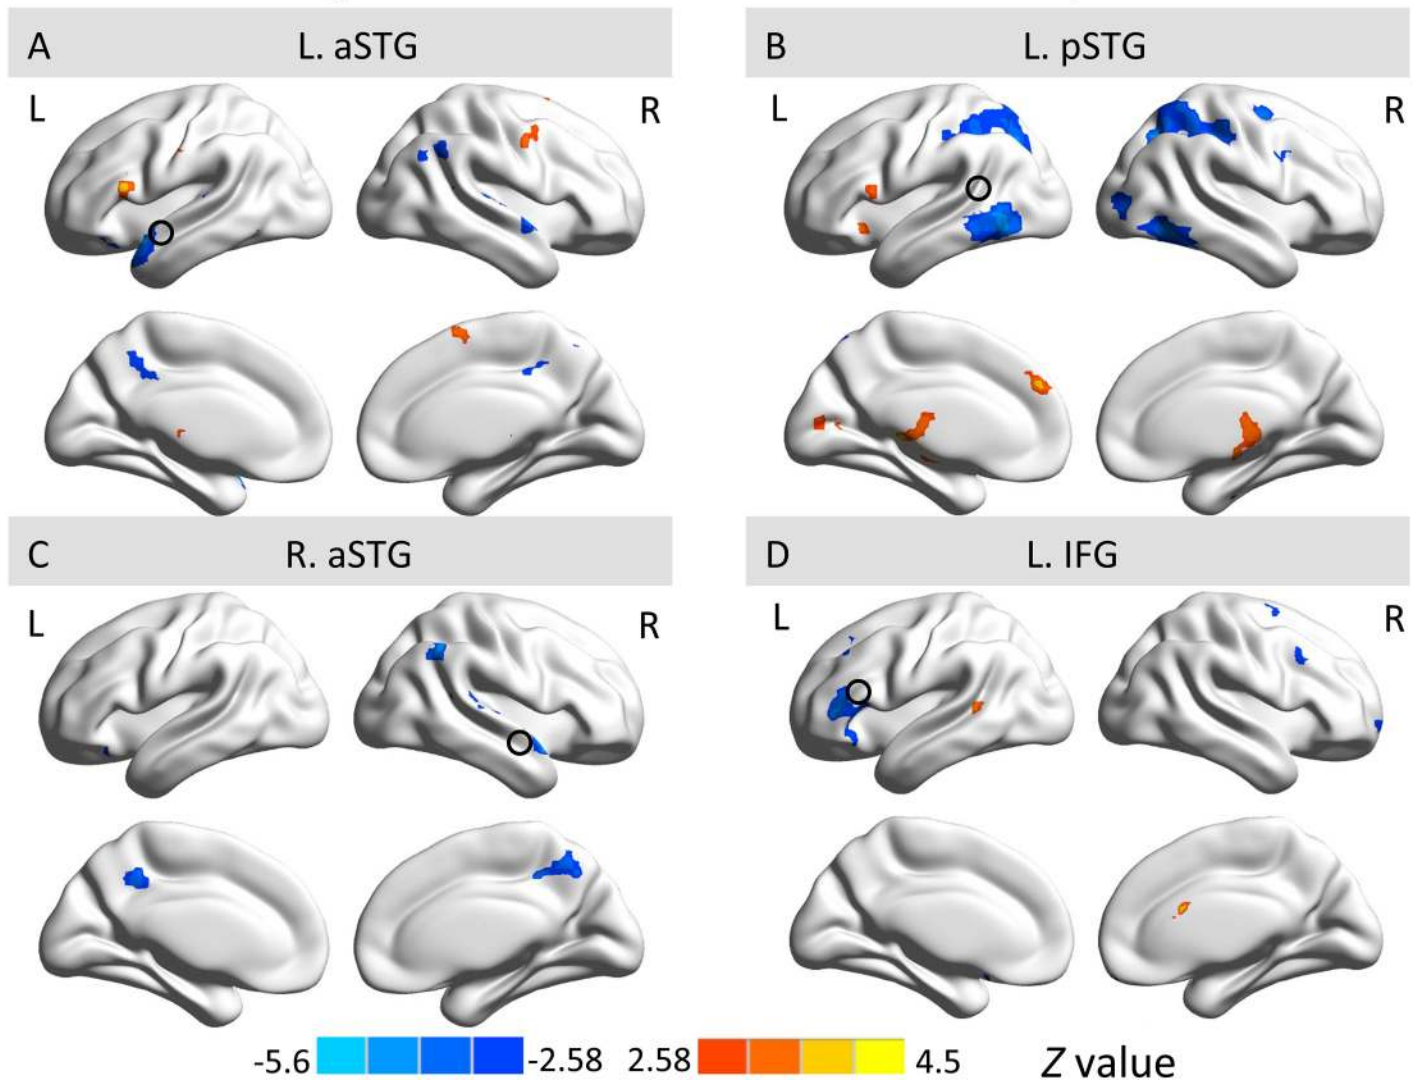 A L. aSTG
B L. pSTG
L R
L R
C R. aSTG
D L. IFG
L R
L R
-5.6 -2.58 2.58 4.5 Z value